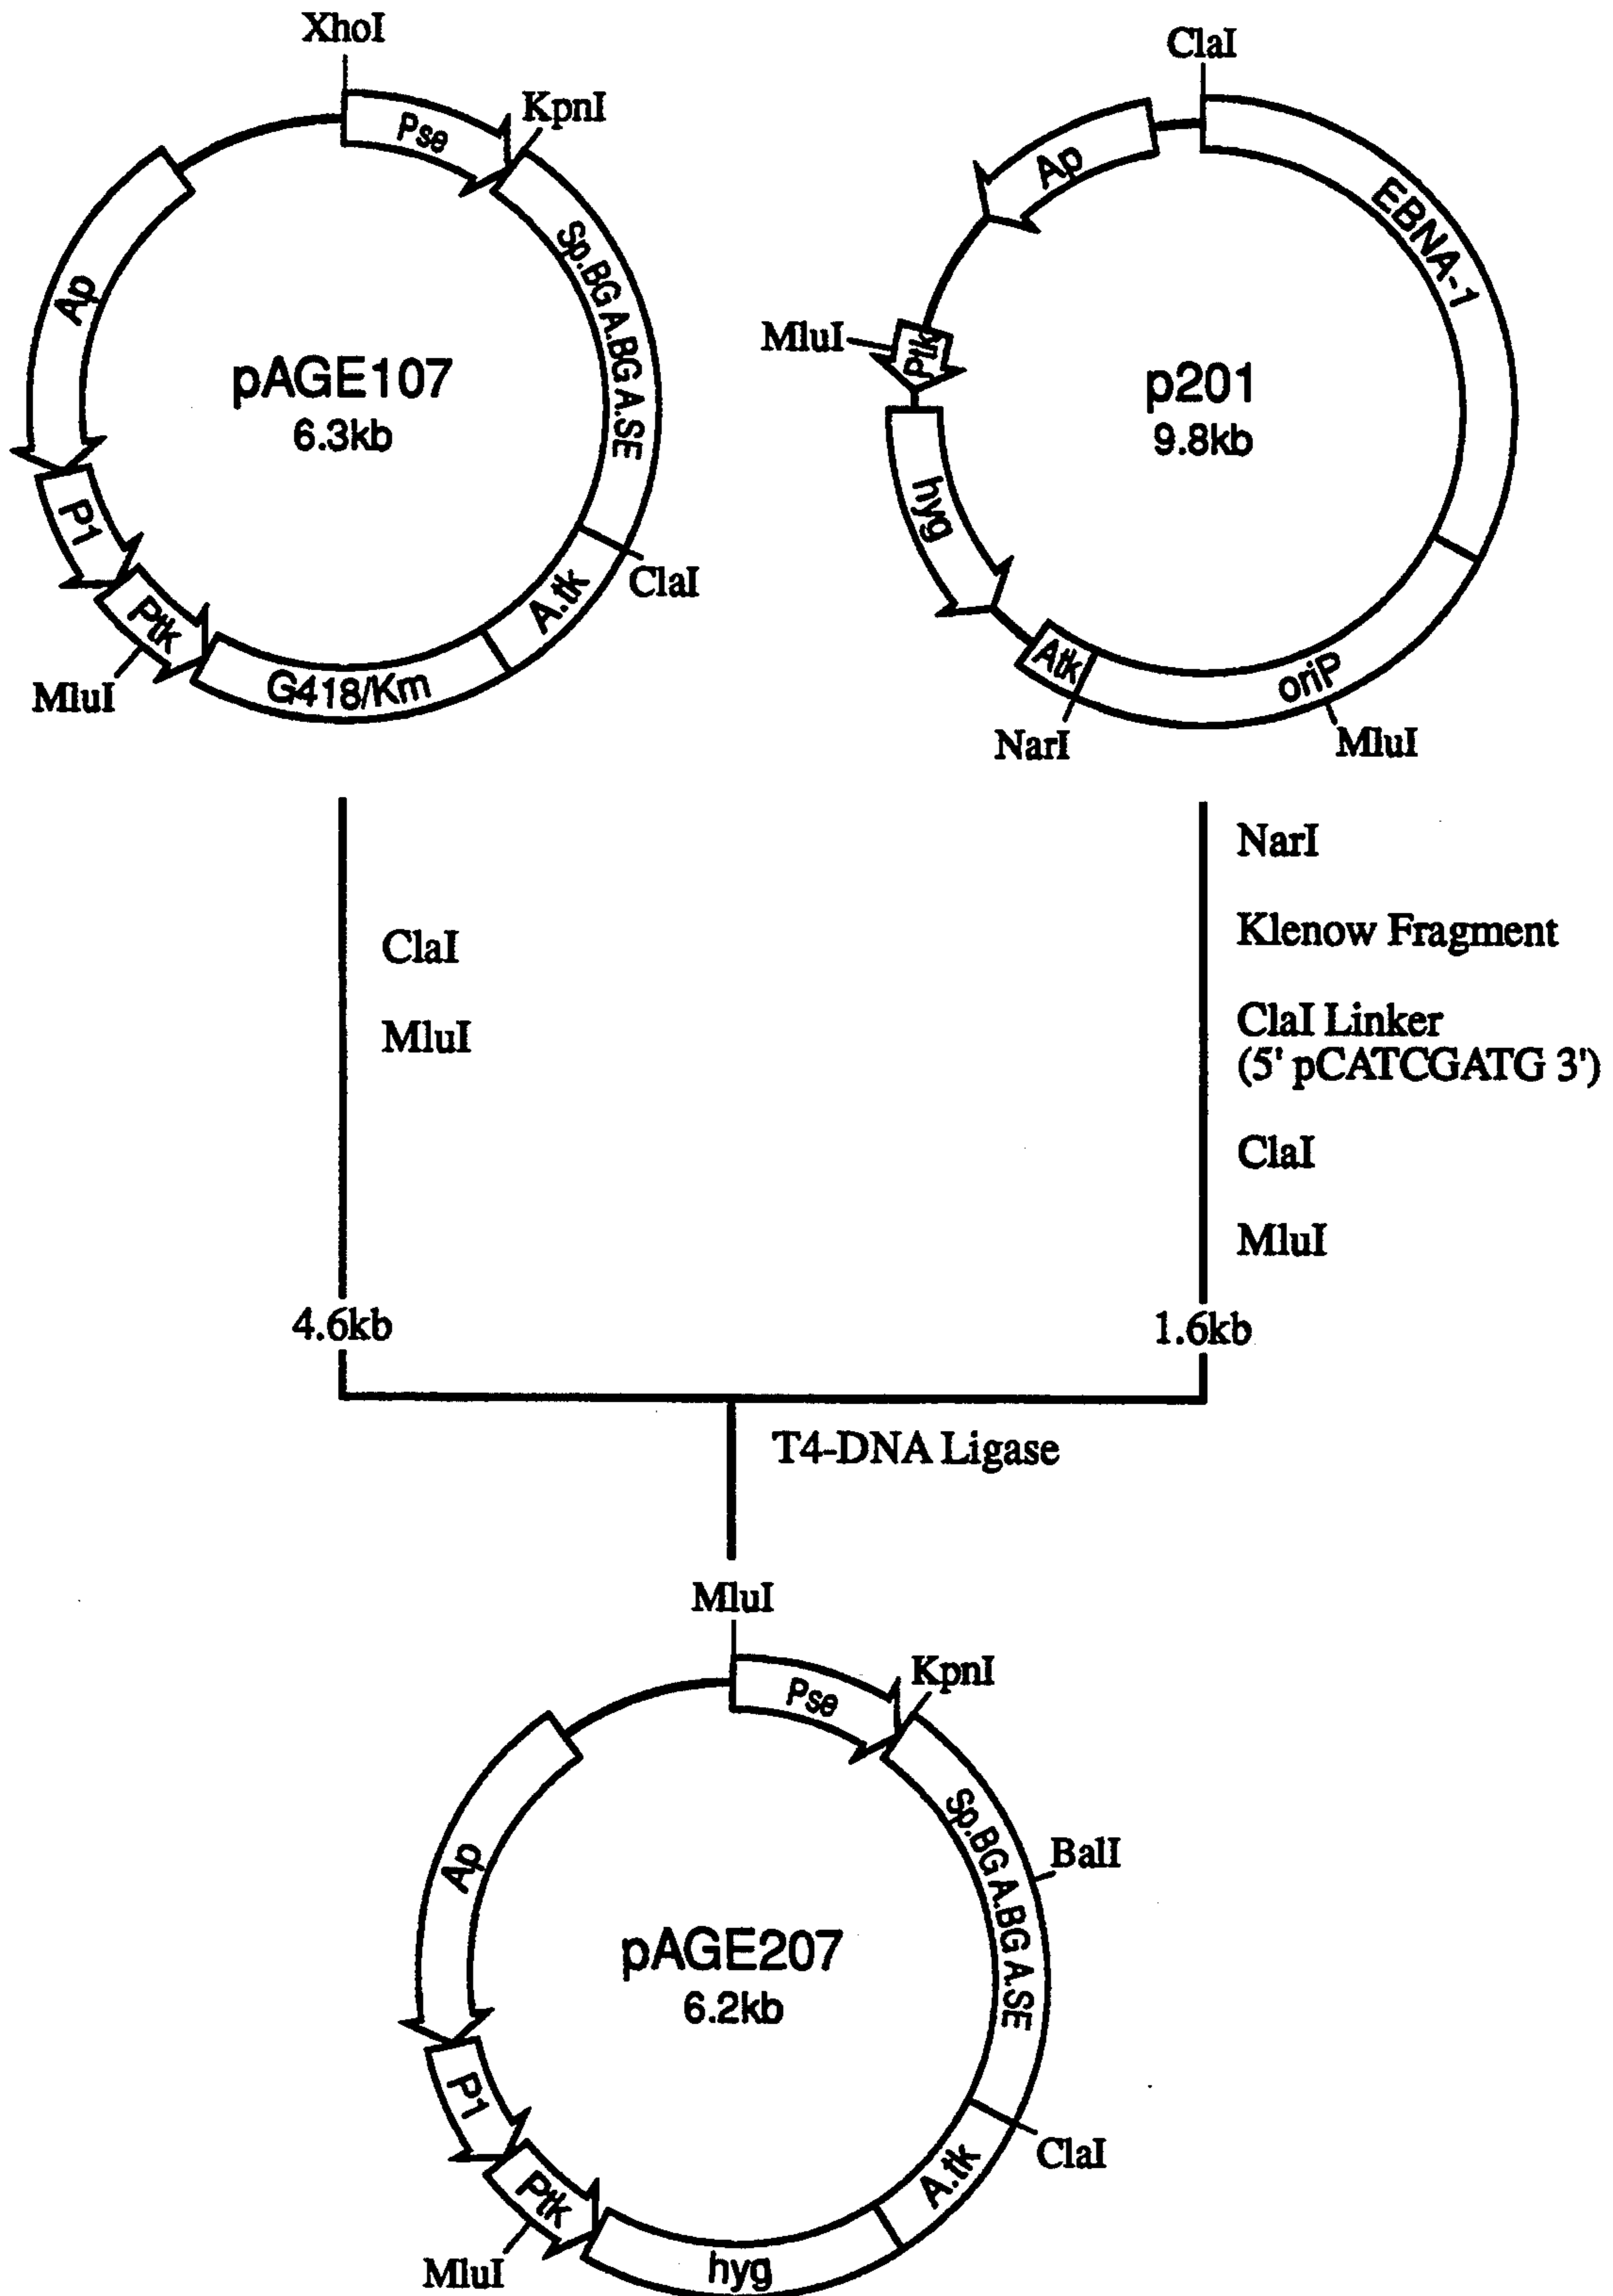 XhoI
KpnI
Pse
Sp.BG A.BG A.SE
Ap
pAGE107
6.3kb
P1
Ptk
MluI
G418/Km
A.tk
ClaI
ClaI
Ap
EBNA-1
MluI
Ptk
p201
9.8kb
hyg
Atk
NarI
oriP
MluI
ClaI
MluI
4.6kb
NarI
Klenow Fragment
ClaI Linker
(5' pCATCGATG 3')
ClaI
MluI
1.6kb
T4-DNA Ligase
MluI
KpnI
Pse
Sp.BG A.BG A.SE
BalI
Ap
pAGE207
6.2kb
P1
Ptk
MluI
hyg
A.tk
ClaI